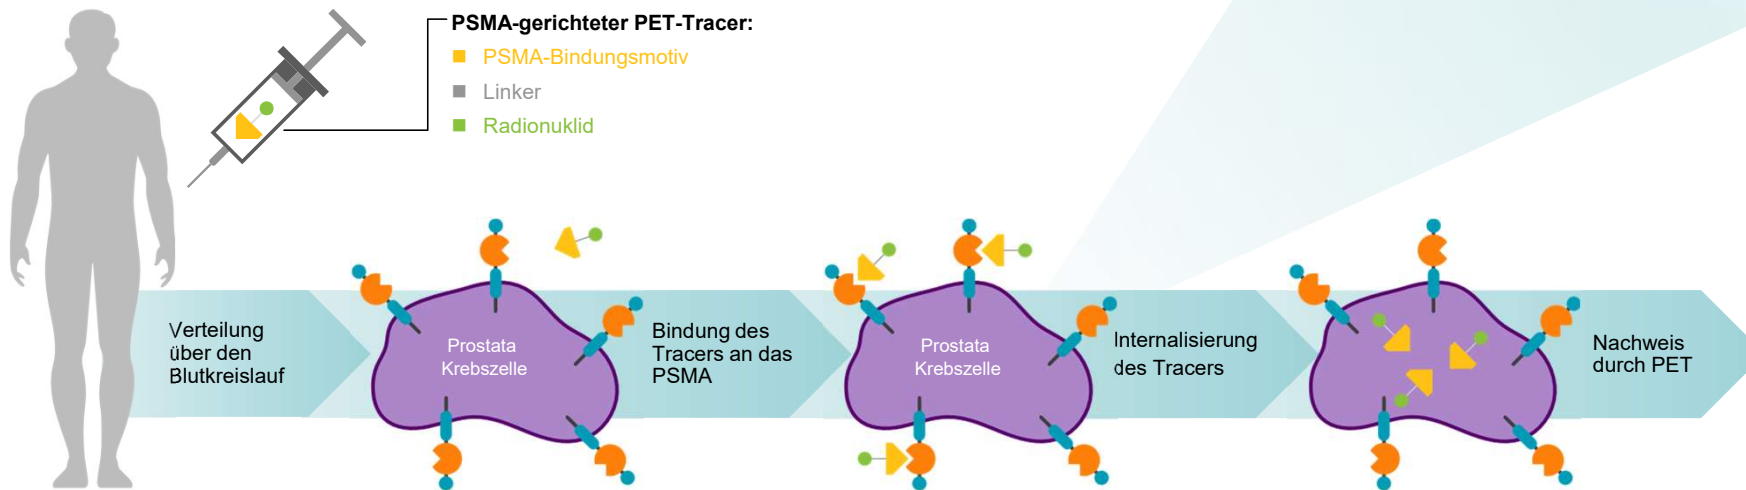 PSMA-gerichteter PET-Tracer:
PSMA-Bindungsmotiv
Linker
Radionuklid
Verteilung
über den
Blutkreislauf
Prostata
Krebszelle
Bindung des
Tracers an das
PSMA
Prostata
Krebszelle
Internalisierung
des Tracers
Nachweis
durch PET